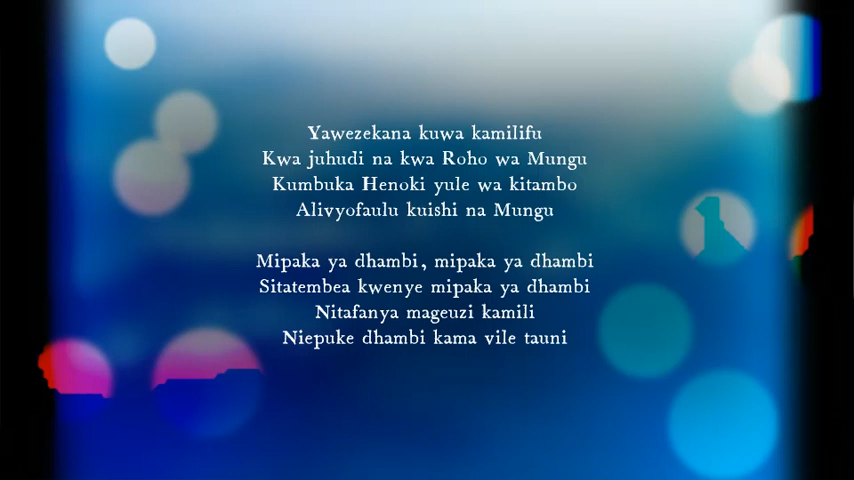 Yawezekana kuwa kamilifu
Kwa juhudi na kwa Roho wa Mungu
Kumbuka Henoki yule wa kitambo
Alivyofaulu kuishi na Mungu
Mipaka ya dhambi, mipaka ya dhambi
Sitatembea kwenye mipaka ya dhambi
Nitafanya mageuzi kamili
Niepuke dhambi kama vile tauni